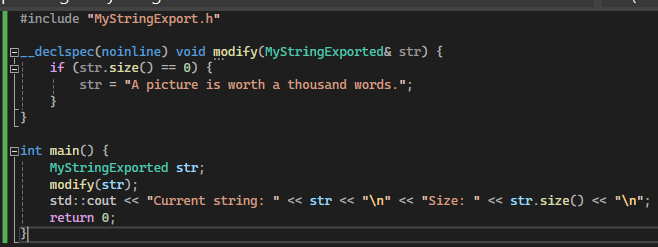 #include "MyStringExport.h"
__declspec(noinline) void modify(MyStringExported& str) {
if (str.size() == 0) {
str = "A picture is worth a thousand words.";
}
}
int main() {
MyStringExported str;
modify(str);
std::cout << "Current string: " << str << "\n" << "Size: " << str.size() << "\n";
return 0;
}